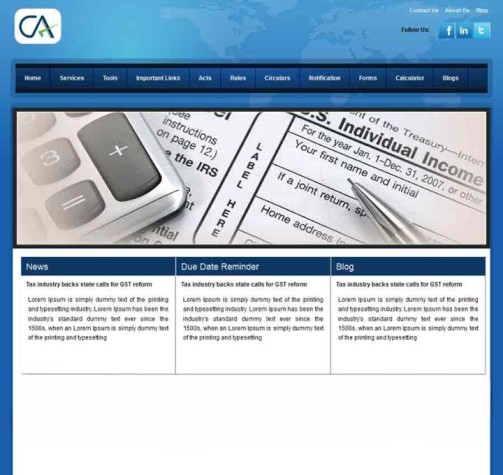 Contact Us About Us Blog
CA
Follow Us:
f in t
Home Services Tools Important Links Acts Rules Circulars Notification Forms Calculator Blogs
instructions
on page 12.)
the IRS
LABEL HERE
nt of the Treasury—Intern
U.S. Individual Income
For the year Jan. 1–Dec. 31, 2007, or other
Your first name and initial
If a joint return, sp
Home address (n
3
+
=
News
Tax industry backs state calls for GST reform
Lorem Ipsum is simply dummy text of the printing
and typesetting industry. Lorem Ipsum has been the
industry's standard dummy text ever since the
1500s, when an Lorem Ipsum is simply dummy text
of the printing and typesetting
Due Date Reminder
Tax industry backs state calls for GST reform
Lorem Ipsum is simply dummy text of the printing
and typesetting industry. Lorem Ipsum has been the
industry's standard dummy text ever since the
1500s, when an Lorem Ipsum is simply dummy text
of the printing and typesetting
Blog
Tax industry backs state calls for GST reform
Lorem Ipsum is simply dummy text of the printing
and typesetting industry. Lorem Ipsum has been the
industry's standard dummy text ever since the
1500s, when an Lorem Ipsum is simply dummy text
of the printing and typesetting